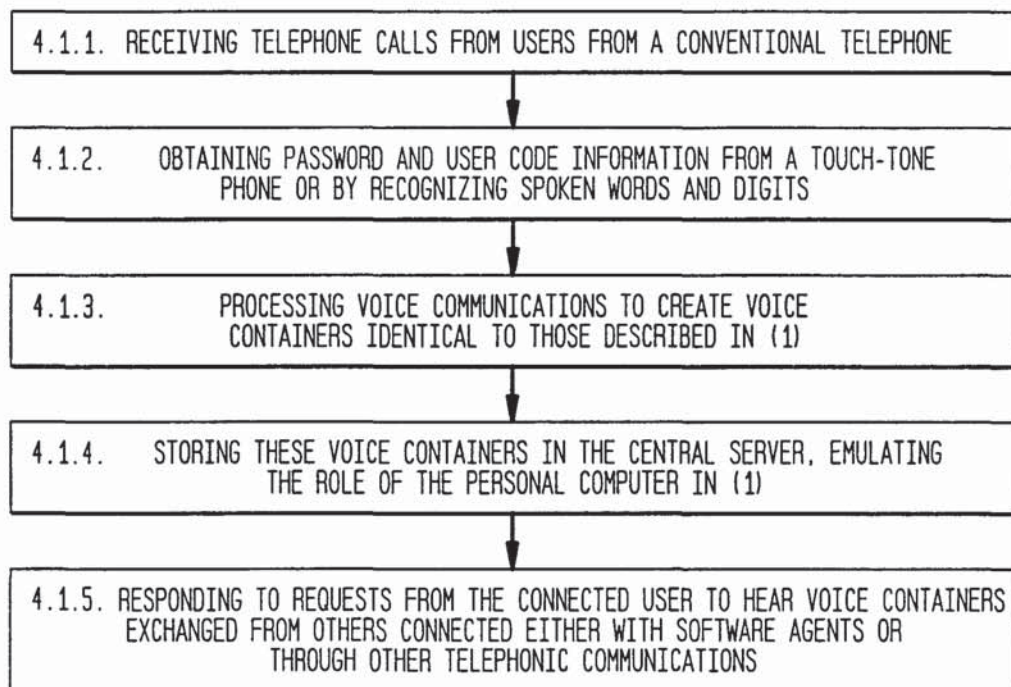 4.1.1. RECEIVING TELEPHONE CALLS FROM USERS FROM A CONVENTIONAL TELEPHONE
4.1.2. OBTAINING PASSWORD AND USER CODE INFORMATION FROM A TOUCH-TONE
PHONE OR BY RECOGNIZING SPOKEN WORDS AND DIGITS
4.1.3. PROCESSING VOICE COMMUNICATIONS TO CREATE VOICE
CONTAINERS IDENTICAL TO THOSE DESCRIBED IN (1)
4.1.4. STORING THESE VOICE CONTAINERS IN THE CENTRAL SERVER, EMULATING
THE ROLE OF THE PERSONAL COMPUTER IN (1)
4.1.5. RESPONDING TO REQUESTS FROM THE CONNECTED USER TO HEAR VOICE CONTAINERS
EXCHANGED FROM OTHERS CONNECTED EITHER WITH SOFTWARE AGENTS OR
THROUGH OTHER TELEPHONIC COMMUNICATIONS